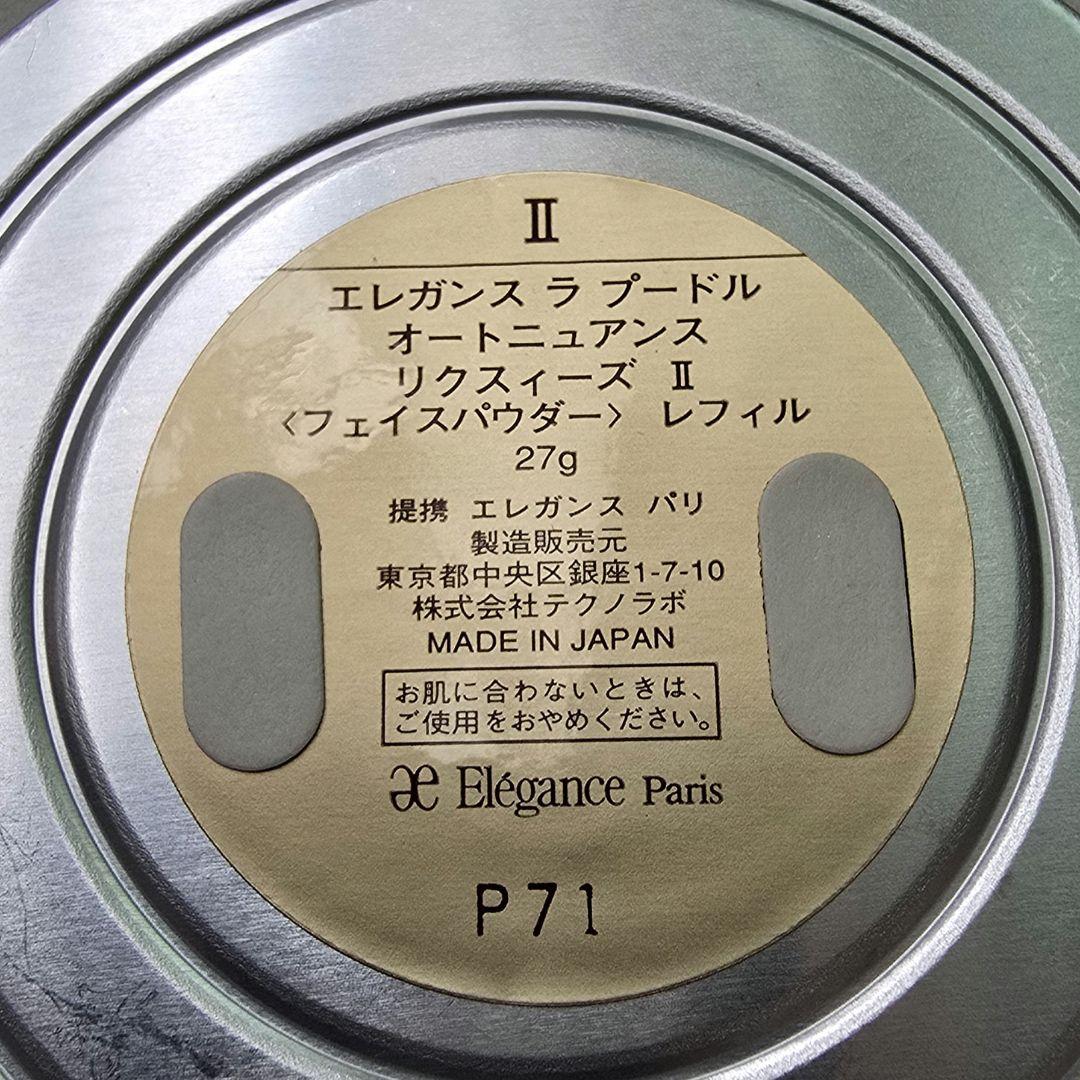 Ⅱ
エレガンス ラ プードル
オートニュアンス
リクスィーズ Ⅱ
〈フェイスパウダー〉 レフィル
27g
提携 エレガンス パリ
製造販売元
東京都中央区銀座1-7-10
株式会社テクノラボ
MADE IN JAPAN
お肌に合わないときは、
ご使用をおやめください。
æ Elégance Paris
P71